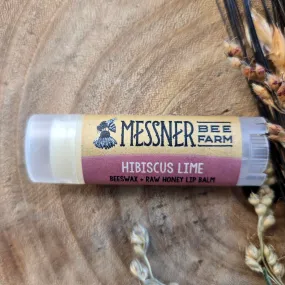 MESSNER BEE FARM
HIBISCUS LIME
BEESWAX + RAW HONEY LIP BALM